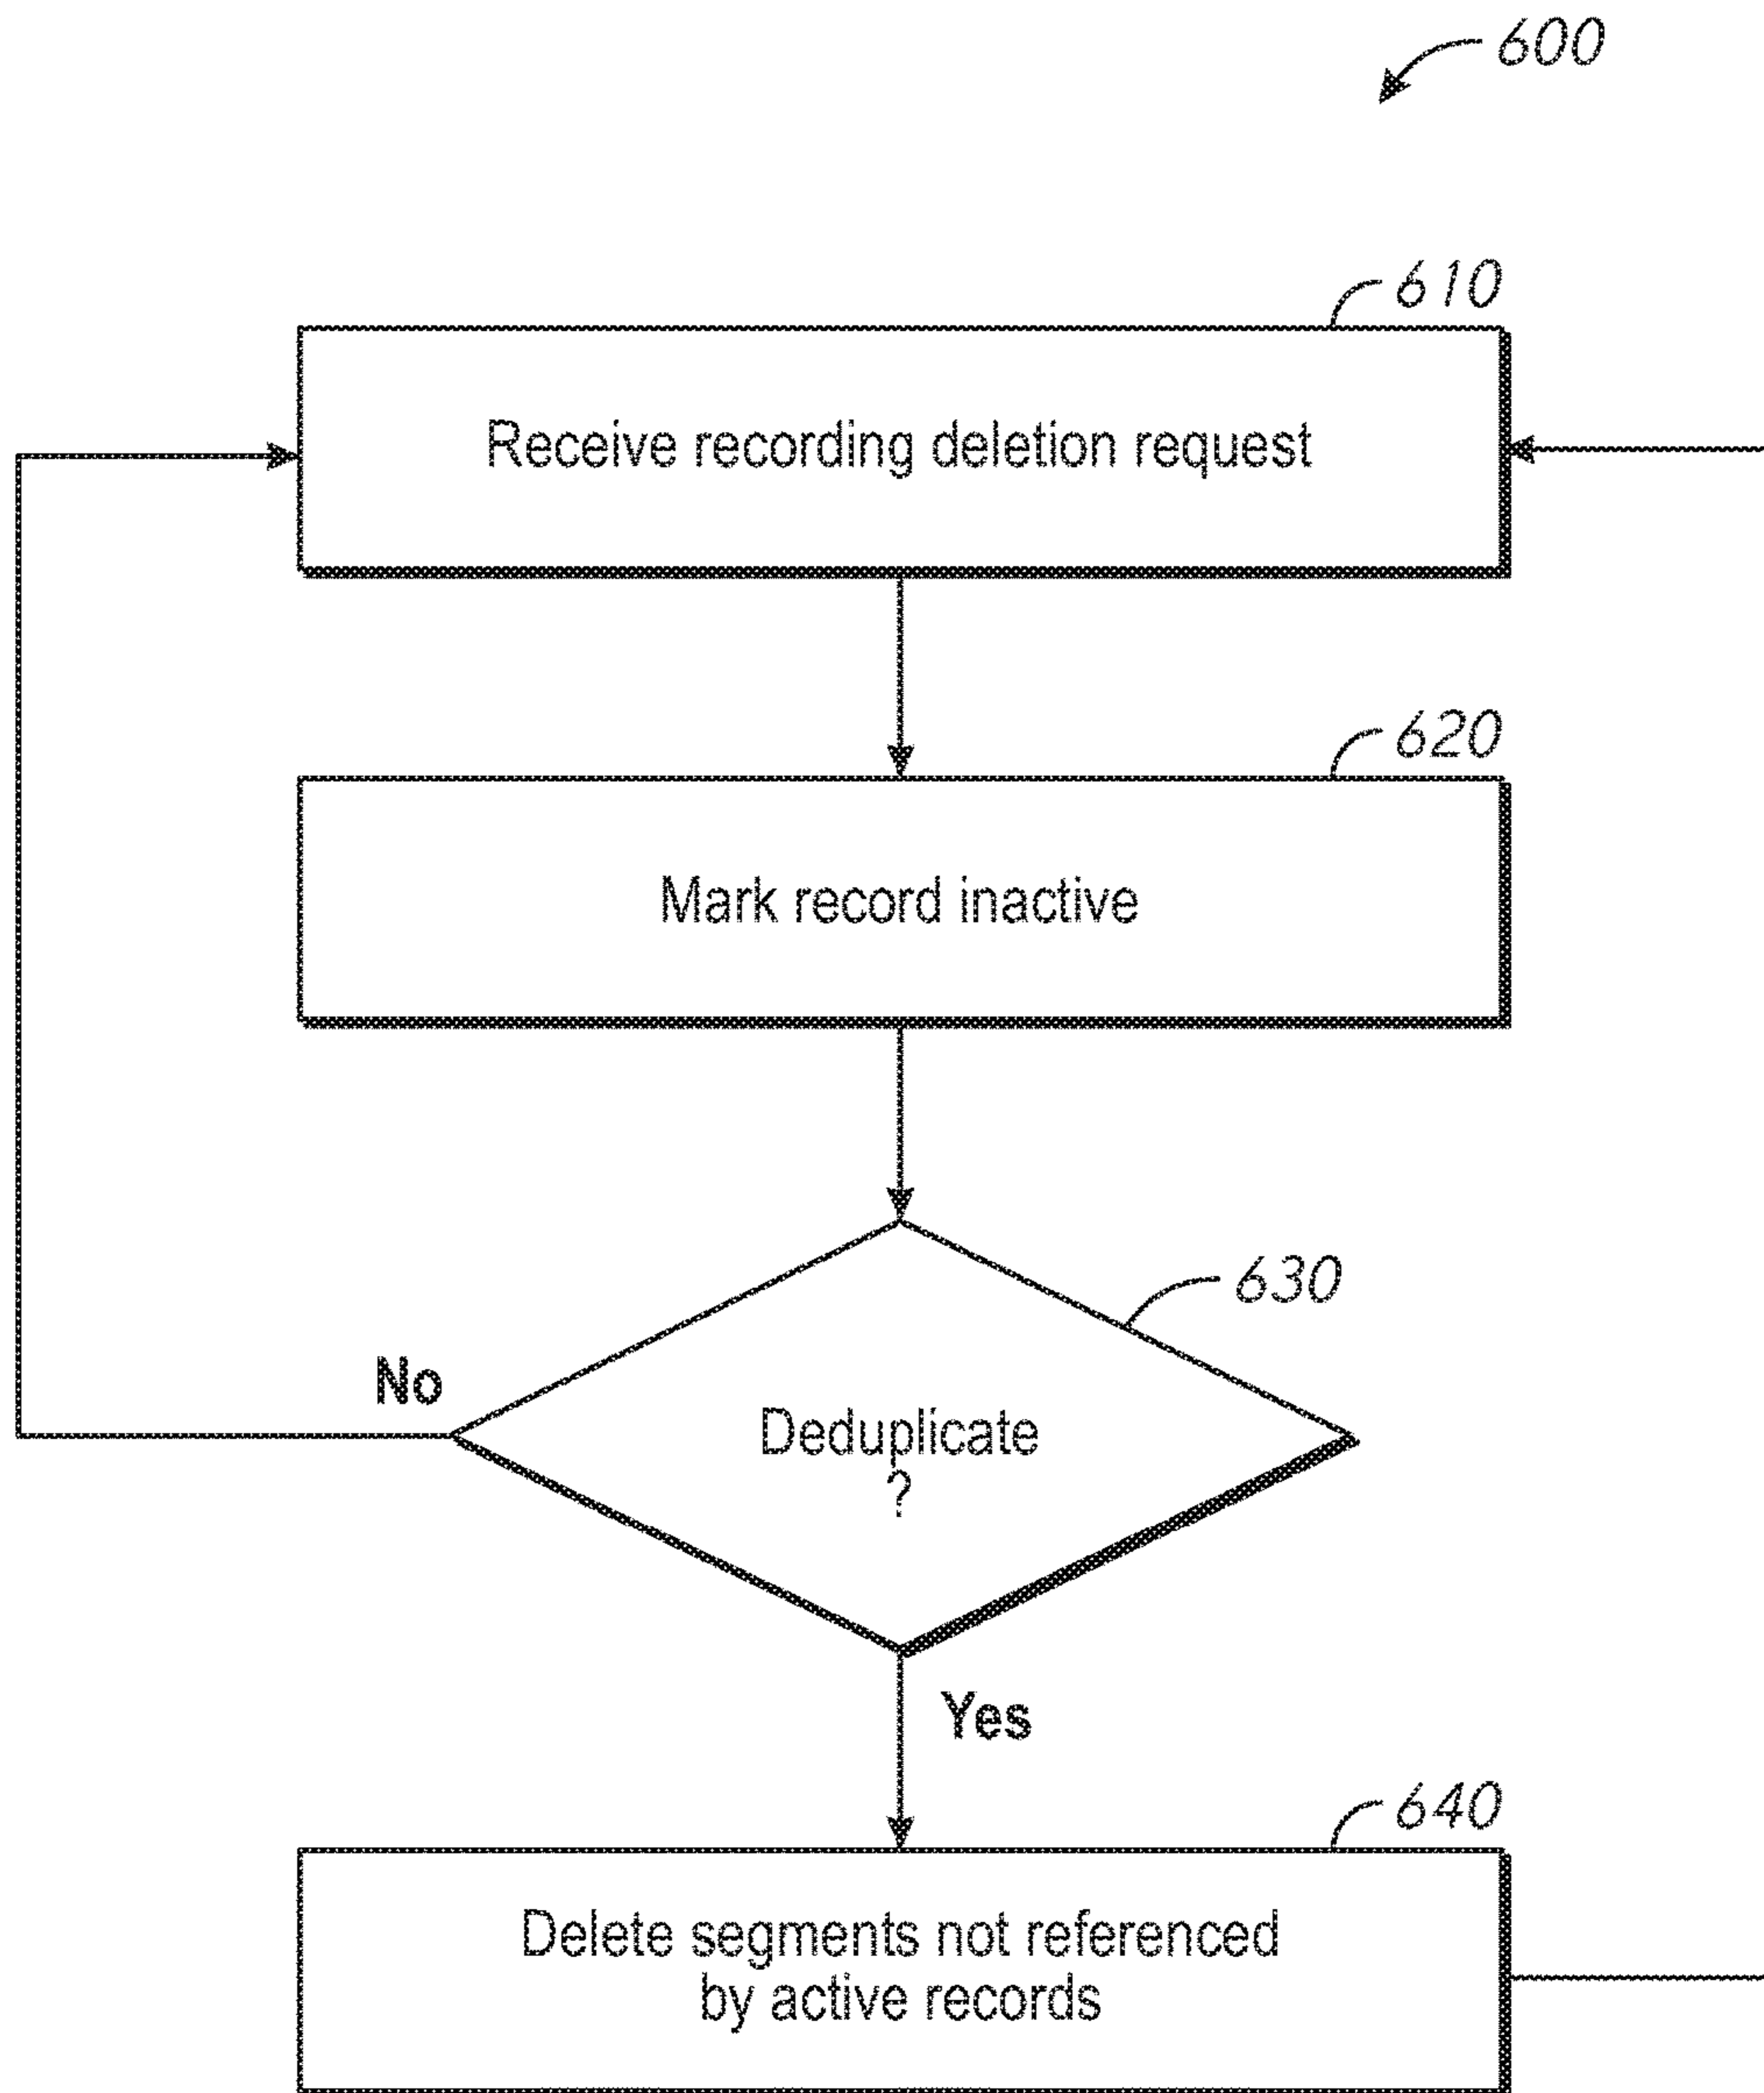 600
610
Receive recording deletion request
620
Mark record inactive
630
No
Deduplicate
?
Yes
640
Delete segments not referenced
by active records